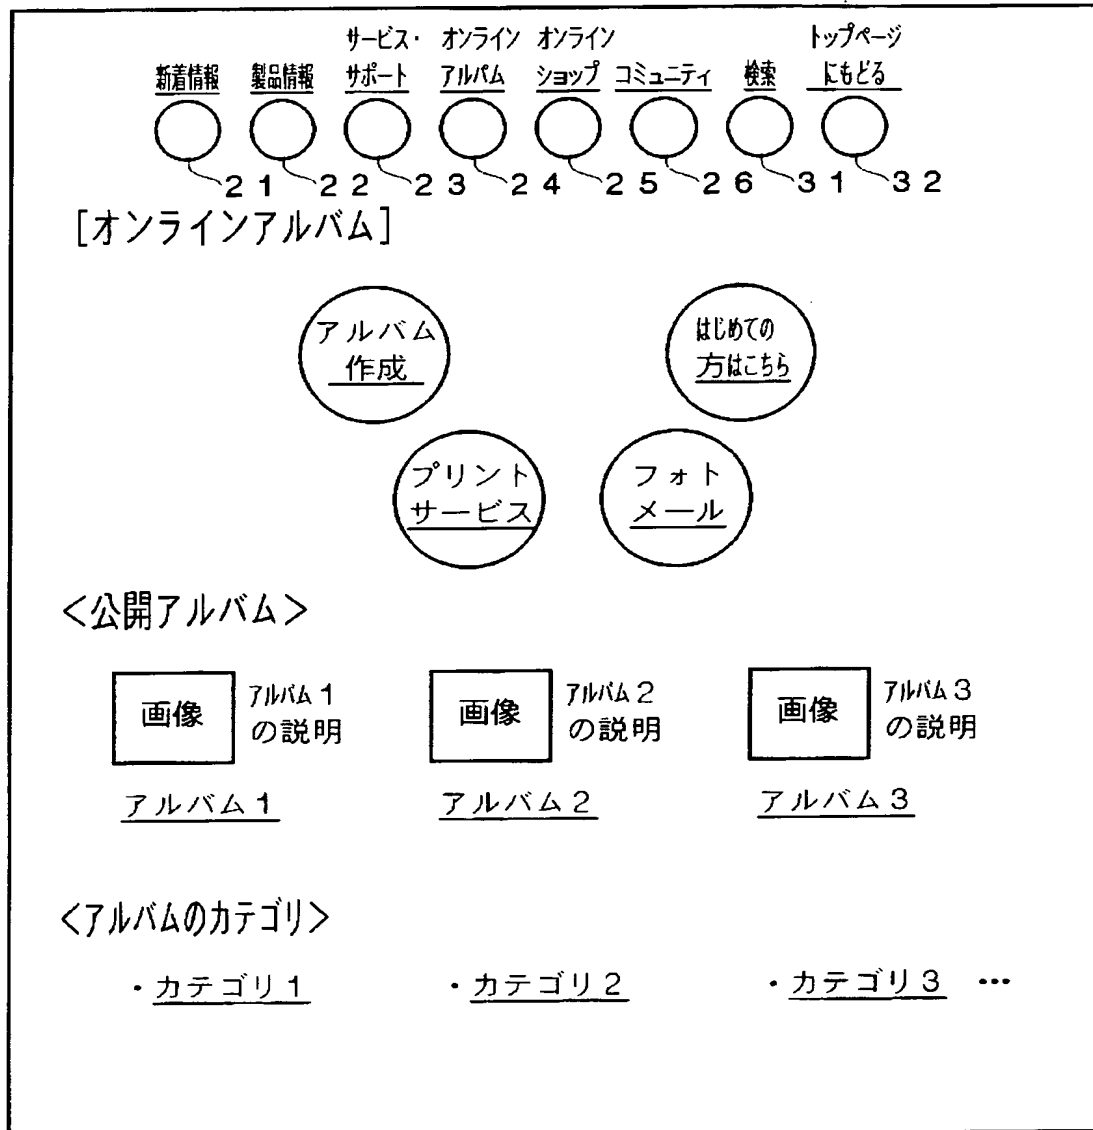 サービス・ オンライン オンライン トップページ
新着情報 製品情報 サポート アルバム ショップ コミュニティ 検索 にもどる
21 22 23 24 25 26 31 32
[オンラインアルバム]
アルバム
作成
はじめての
方はこちら
プリント
サービス
フォト
メール
<公開アルバム>
画像
アルバム1
の説明
画像
アルバム2
の説明
画像
アルバム3
の説明
アルバム1 アルバム2 アルバム3
<アルバムのカテゴリ>
・カテゴリ1 ・カテゴリ2 ・カテゴリ3 …